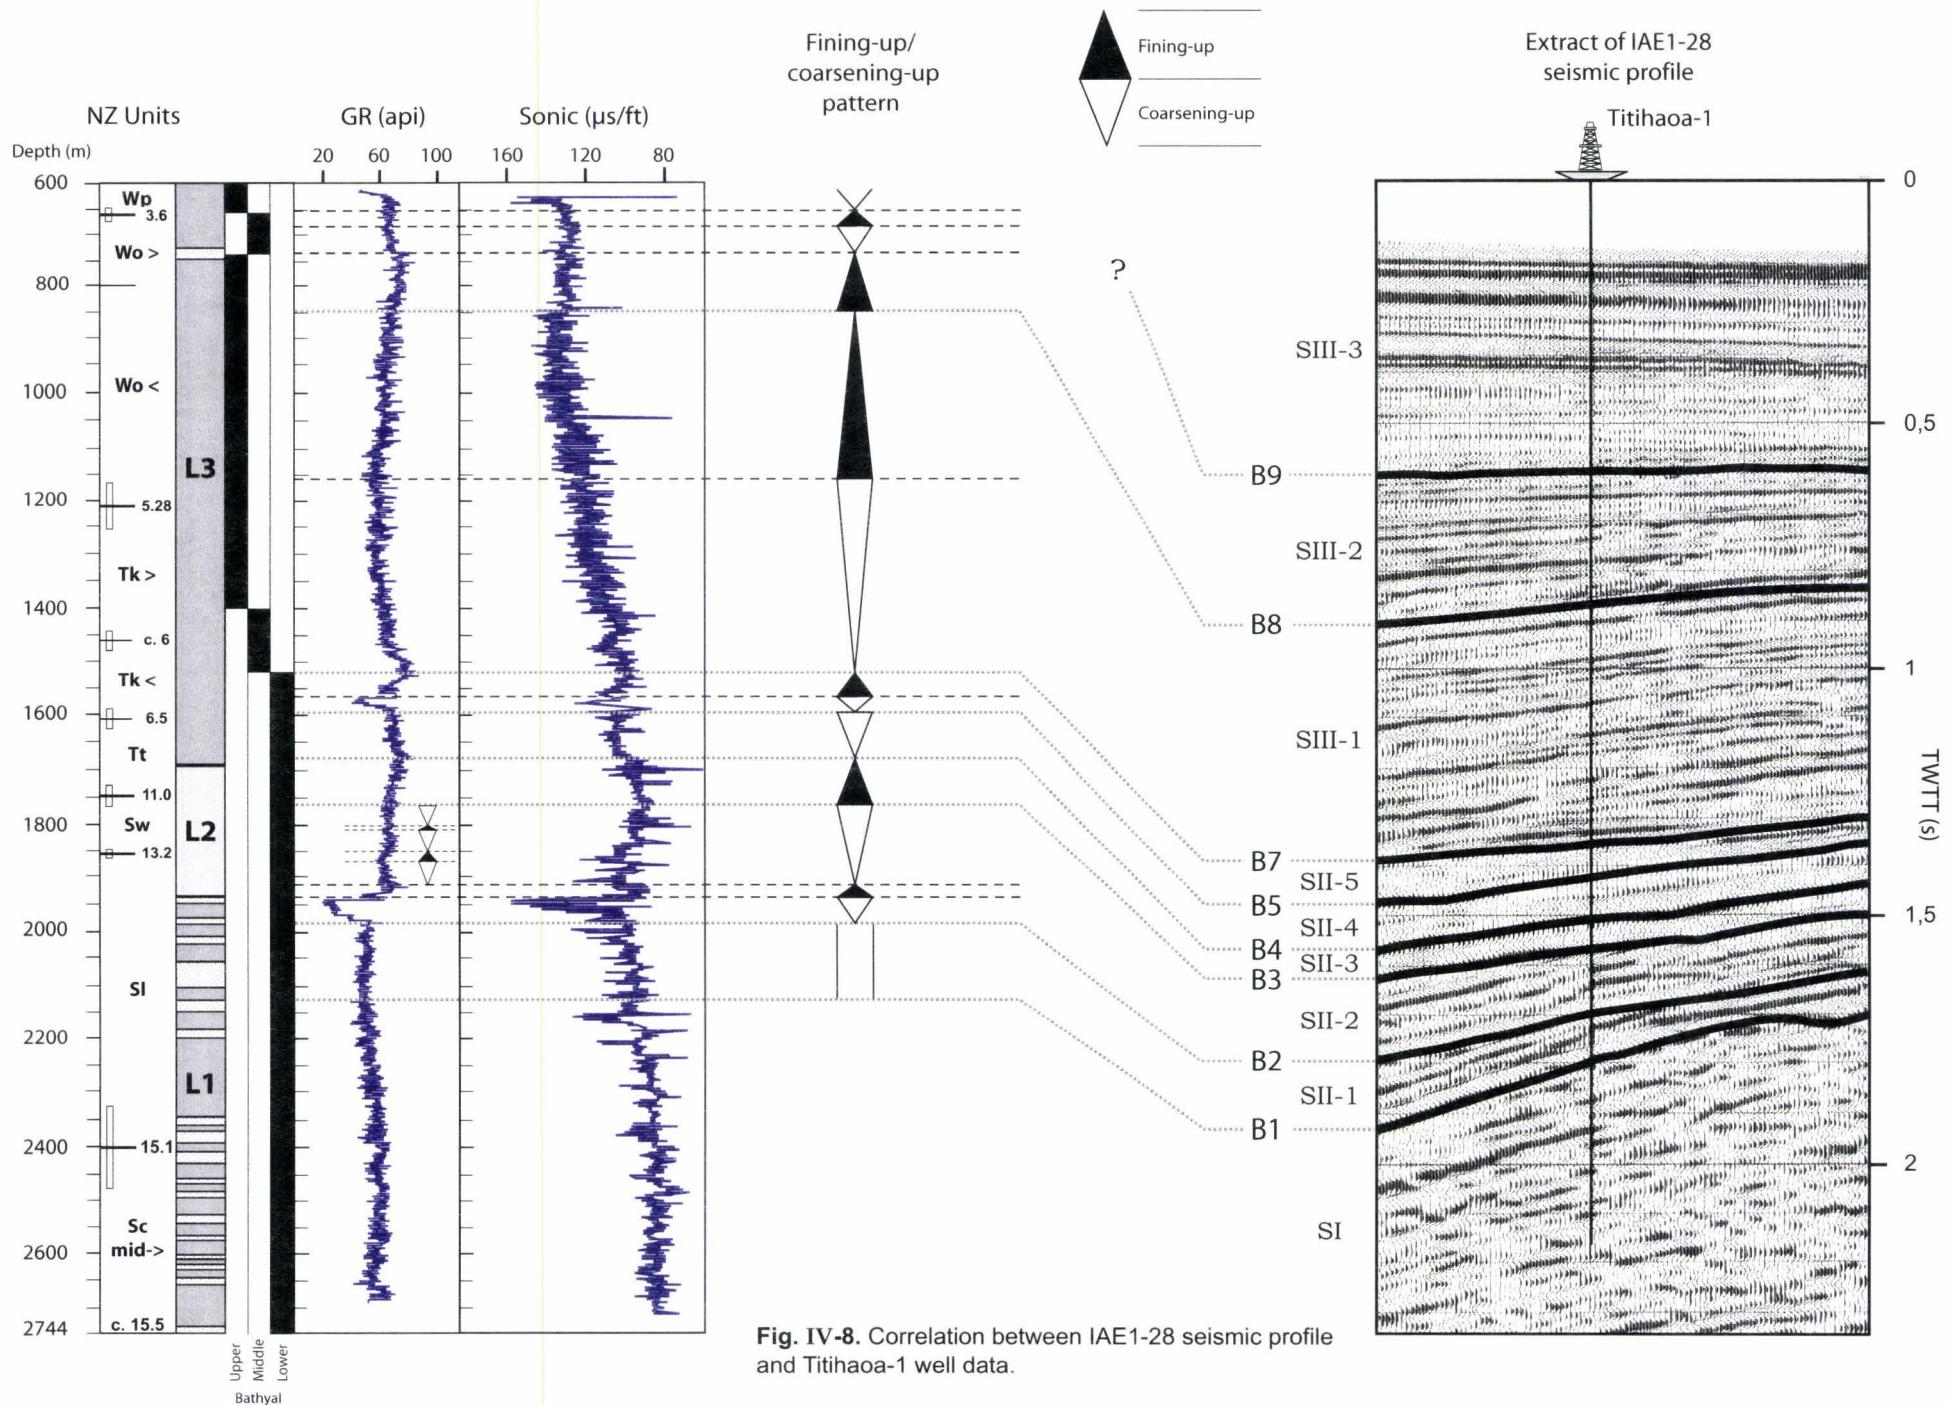 Fining-up/
coarsening-up
pattern
Fining-up
Coarsening-up
Extract of IAE1-28
seismic profile
Titihaoa-1
NZ Units
GR (api)
Sonic (µs/ft)
Depth (m)
20 60 100
160 120 80
600
800
1000
1200
1400
1600
1800
2000
2200
2400
2600
2744
Wp
3.6
Wo >
Wo <
5.28
Tk >
c. 6
Tk <
6.5
Tt
11.0
Sw
13.2
Sl
15.1
Sc
mid->
c. 15.5
L3
L2
L1
Upper
Middle
Lower
Bathyal
?
SIII-3
B9
SIII-2
B8
SIII-1
B7
SII-5
B5
SII-4
B4
SII-3
B3
SII-2
B2
SII-1
B1
SI
0
0,5
1
1,5
2
TWTT (s)
Fig. IV-8. Correlation between IAE1-28 seismic profile
and Titihaoa-1 well data.